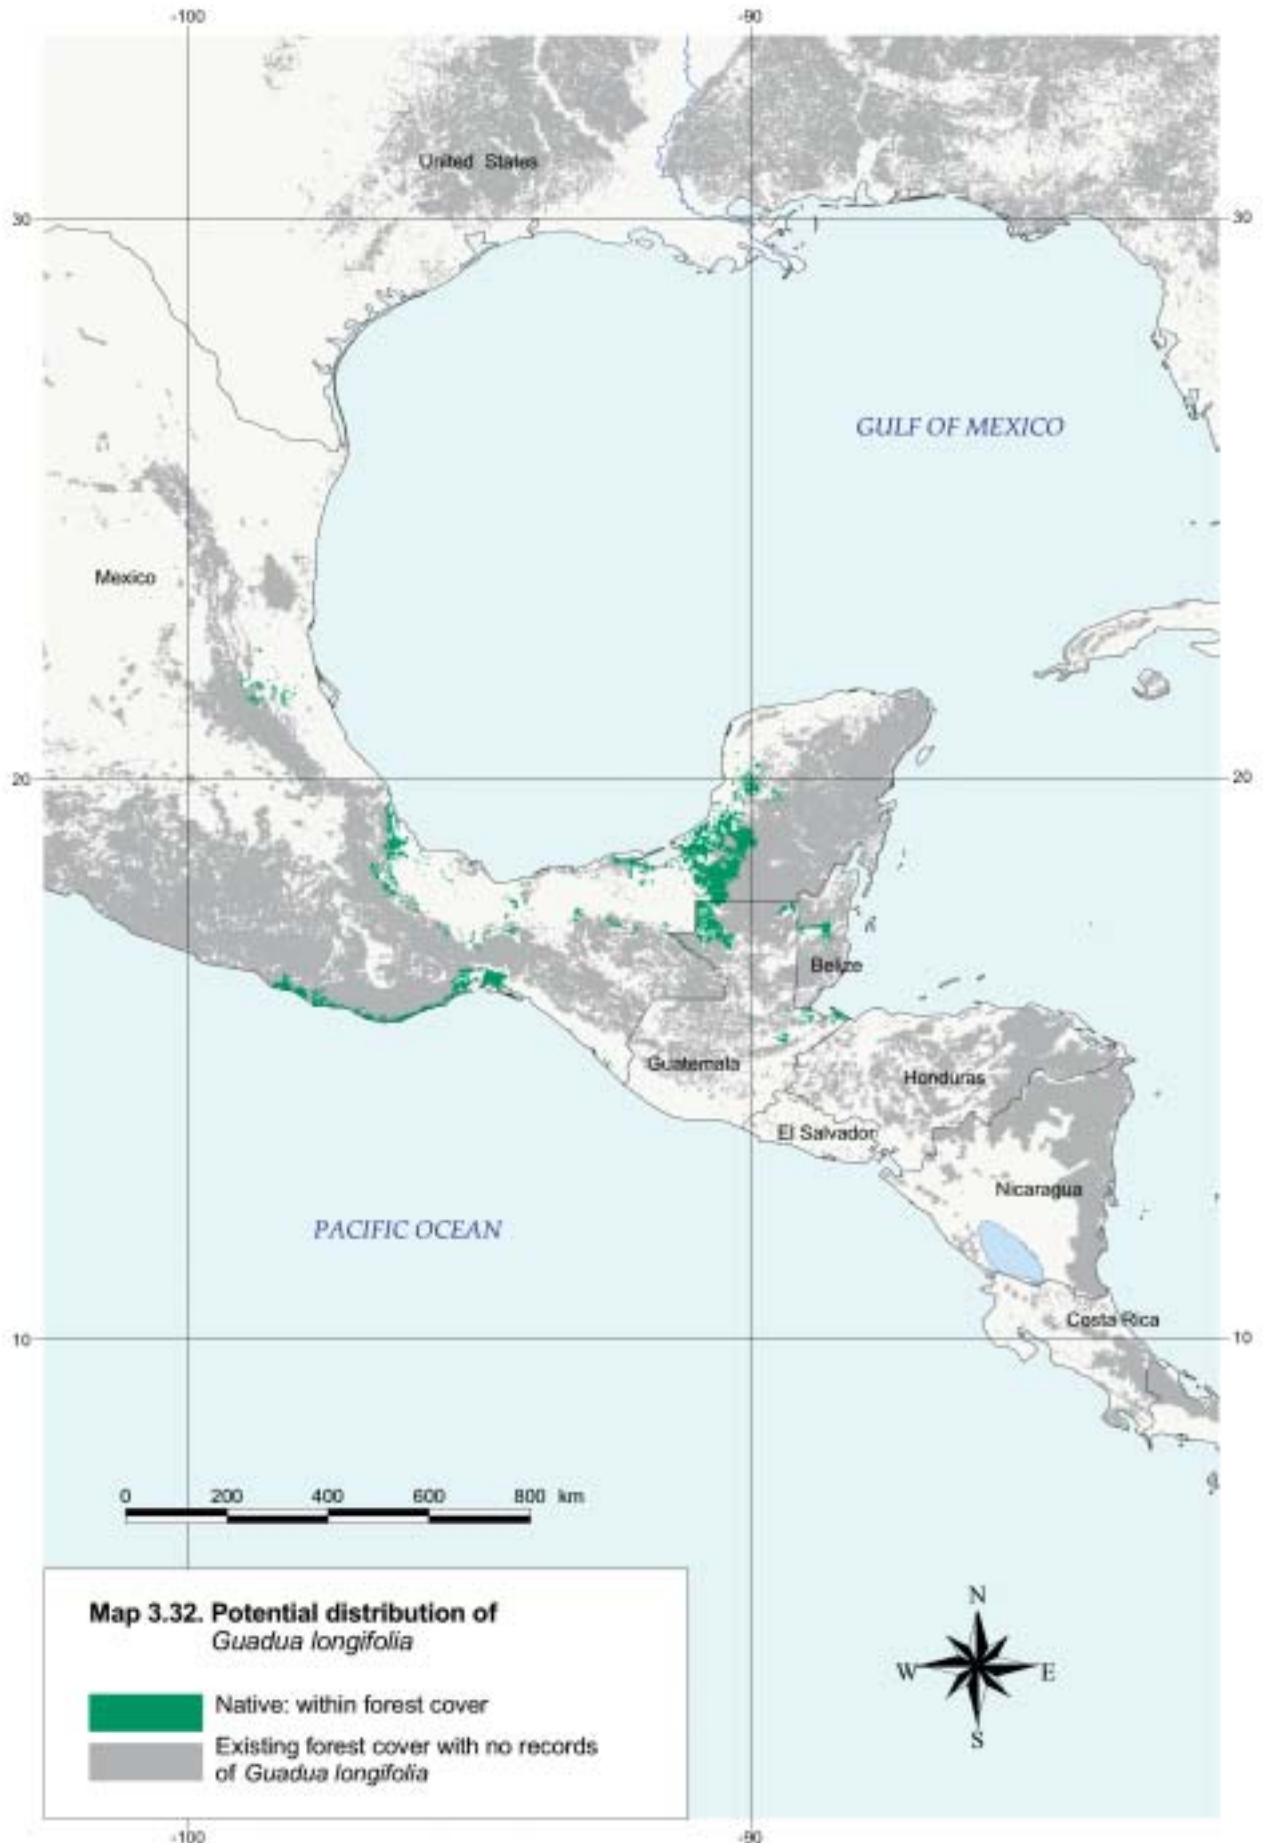 -100 -90
United States
30 30
GULF OF MEXICO
Mexico
20 20
Belize
Guatemala
Honduras
El Salvador
Nicaragua
PACIFIC OCEAN
Costa Rica
10 10
0 200 400 600 800 km
Map 3.32. Potential distribution of
Guadua longifolia
Native: within forest cover
Existing forest cover with no records
of Guadua longifolia
N
W E
S
-100 -90